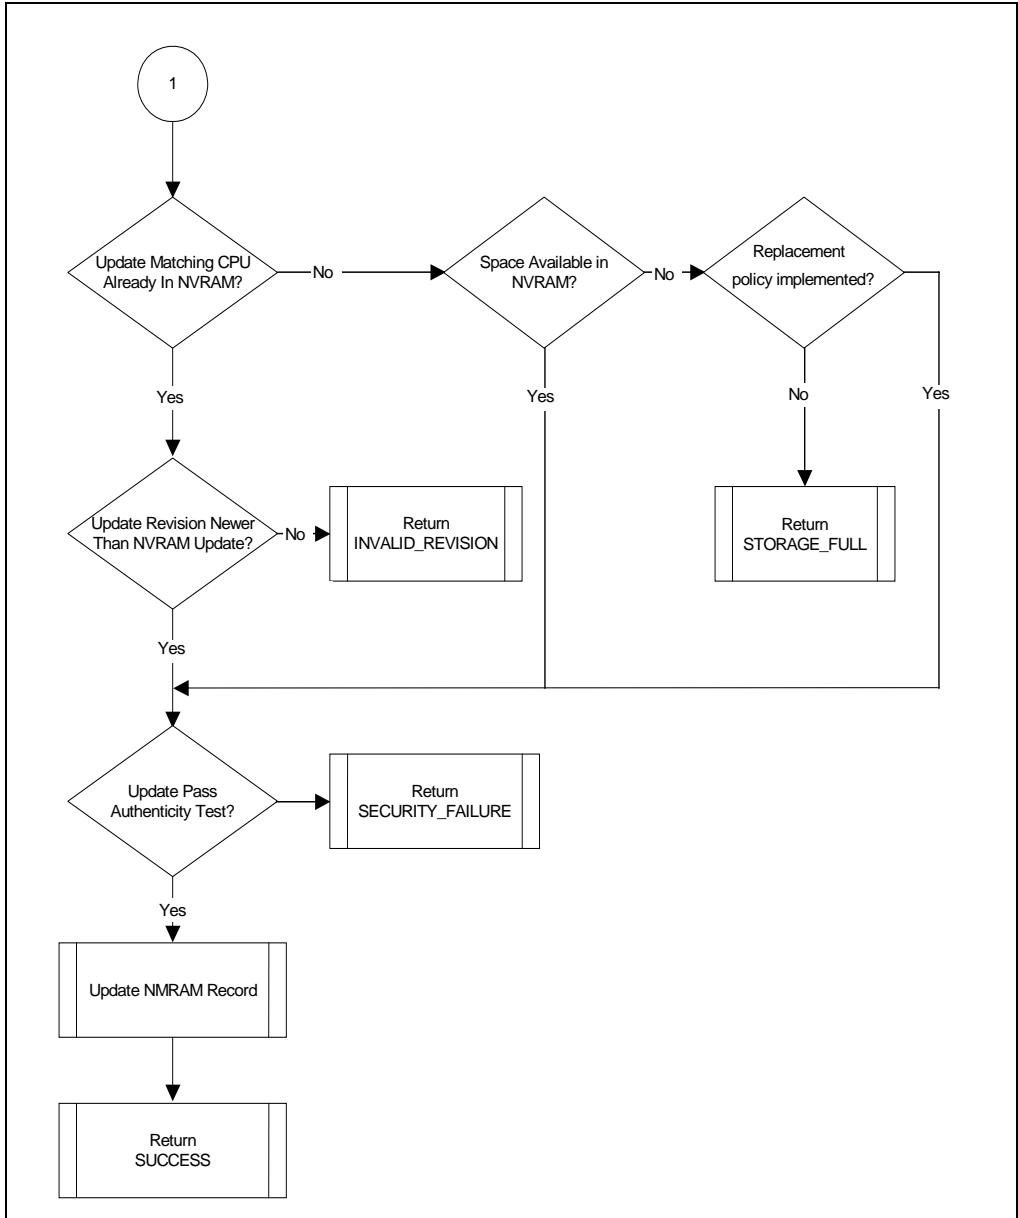 1
Update Matching CPU
Already In NVRAM?
No
Space Available in
NVRAM?
No
Replacement
policy implemented?
Yes
Yes
No
Yes
Update Revision Newer
Than NVRAM Update?
No
Return
INVALID_REVISION
Return
STORAGE_FULL
Yes
Update Pass
Authenticity Test?
Return
SECURITY_FAILURE
Yes
Update NMRAM Record
Return
SUCCESS